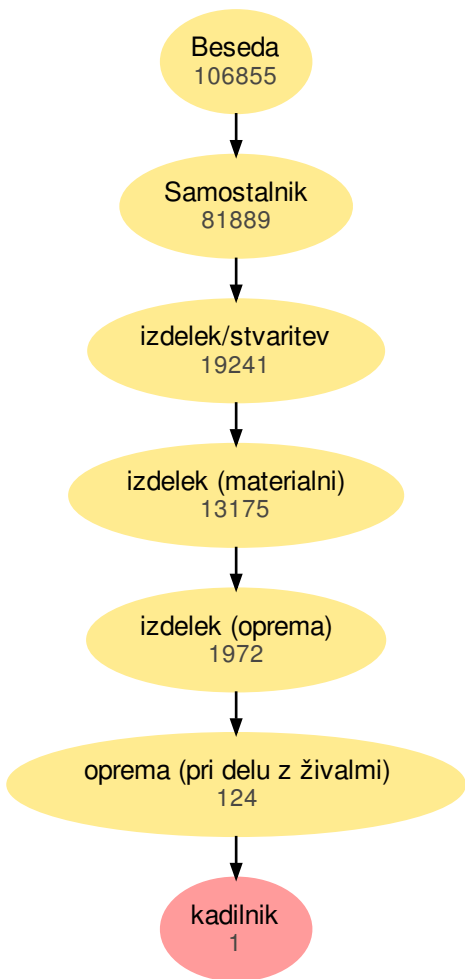 Beseda
106855
Samostalnik
81889
izdelek/stvaritev
19241
izdelek (materialni)
13175
izdelek (oprema)
1972
oprema (pri delu z živalmi)
124
kadilnik
1